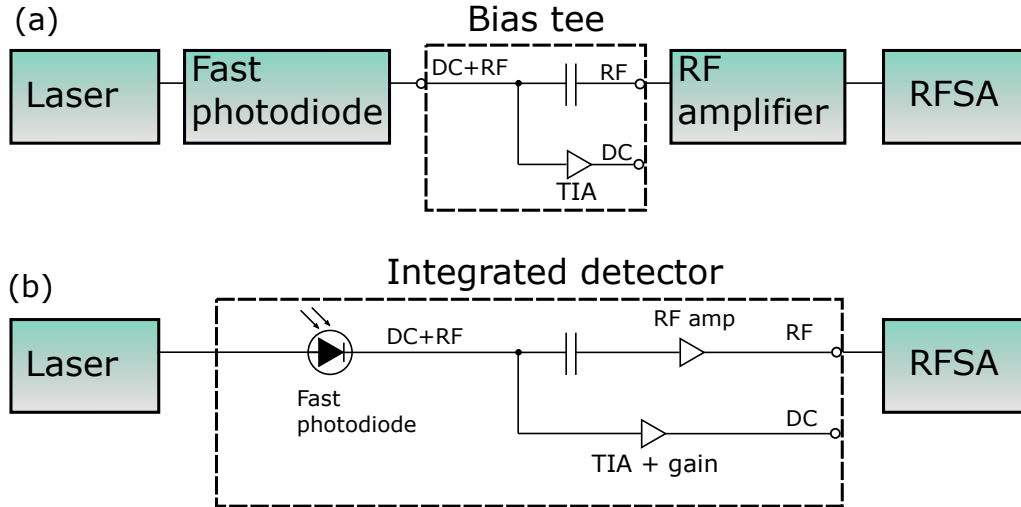 (a)
Bias tee
Laser
Fast
photodiode
DC+RF
RF
DC
TIA
RF
amplifier
RFSA
(b)
Integrated detector
Laser
Fast
photodiode
DC+RF
RF amp
RF
DC
TIA + gain
RFSA